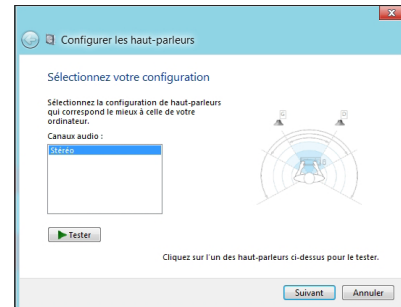 Configurer les haut-parleurs
Sélectionnez votre configuration
Sélectionnez la configuration de haut-parleurs
qui correspond le mieux à celle de votre
ordinateur.
Canaux audio :
Stéréo
G
D
Tester
Cliquez sur l'un des haut-parleurs ci-dessus pour le tester.
Suivant
Annuler